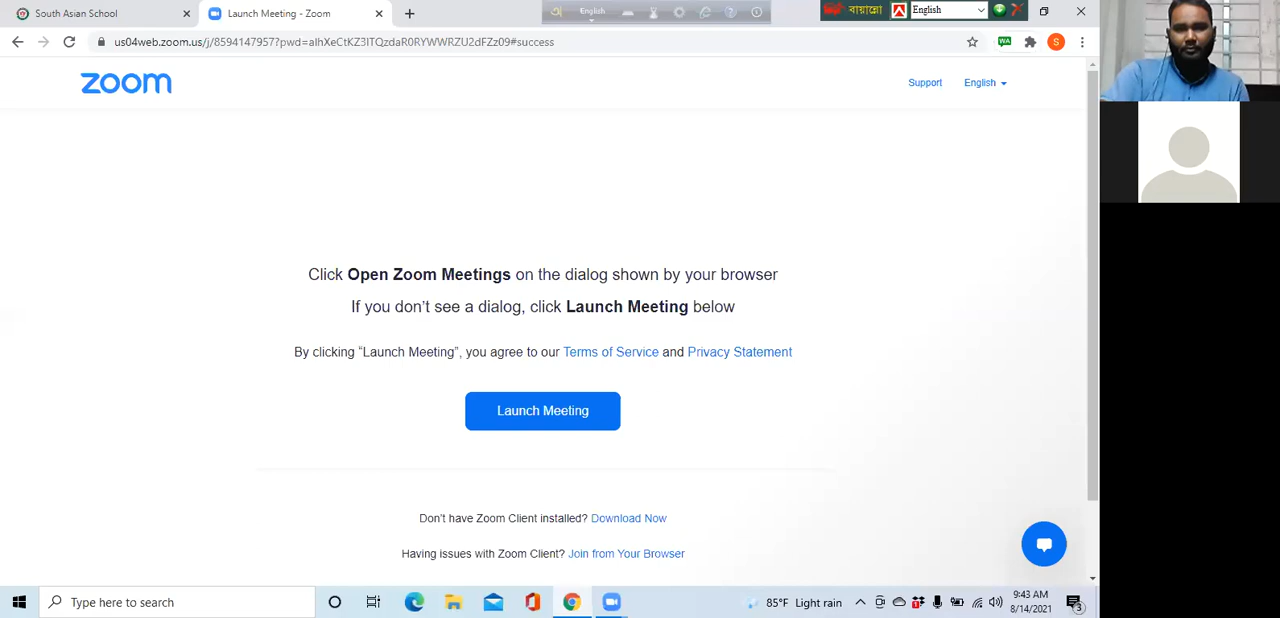 South Asian School
Launch Meeting - Zoom
English
বায়ান্নো
English
us04web.zoom.us/j/8594147957?pwd=alhXeCtKZ3lTQzdaR0RYWWRZU2dFZz09#success
WA
S
zoom
Support
English
Click Open Zoom Meetings on the dialog shown by your browser
If you don't see a dialog, click Launch Meeting below
By clicking "Launch Meeting", you agree to our Terms of Service and Privacy Statement
Launch Meeting
Don't have Zoom Client installed? Download Now
Having issues with Zoom Client? Join from Your Browser
Type here to search
85°F Light rain
9:43 AM
8/14/2021
3